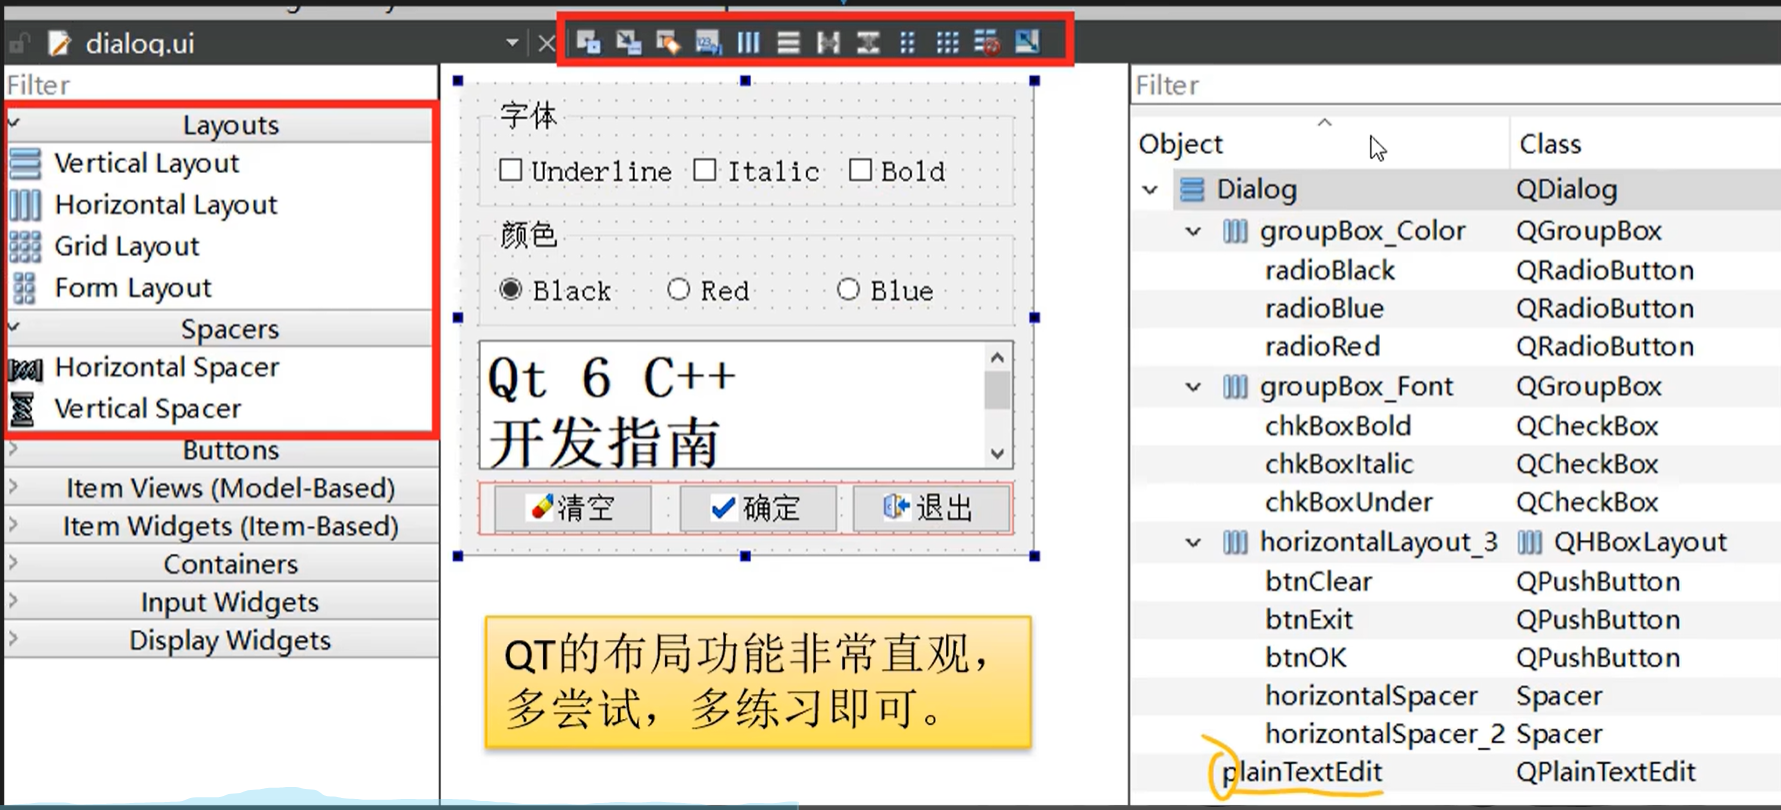 dialog.ui
Filter
Layouts
Vertical Layout
Horizontal Layout
Grid Layout
Form Layout
Spacers
Horizontal Spacer
Vertical Spacer
Buttons
Item Views (Model-Based)
Item Widgets (Item-Based)
Containers
Input Widgets
Display Widgets
字体
Underline Italic Bold
颜色
Black Red Blue
Qt 6 C++
开发指南
清空 确定 退出
QT的布局功能非常直观，
多尝试，多练习即可。
Filter
Object Class
Dialog QDialog
groupBox_Color QGroupBox
radioBlack QRadioButton
radioBlue QRadioButton
radioRed QRadioButton
groupBox_Font QGroupBox
chkBoxBold QCheckBox
chkBoxItalic QCheckBox
chkBoxUnder QCheckBox
horizontalLayout_3 QHBoxLayout
btnClear QPushButton
btnExit QPushButton
btnOK QPushButton
horizontalSpacer Spacer
horizontalSpacer_2 Spacer
plainTextEdit QPlainTextEdit